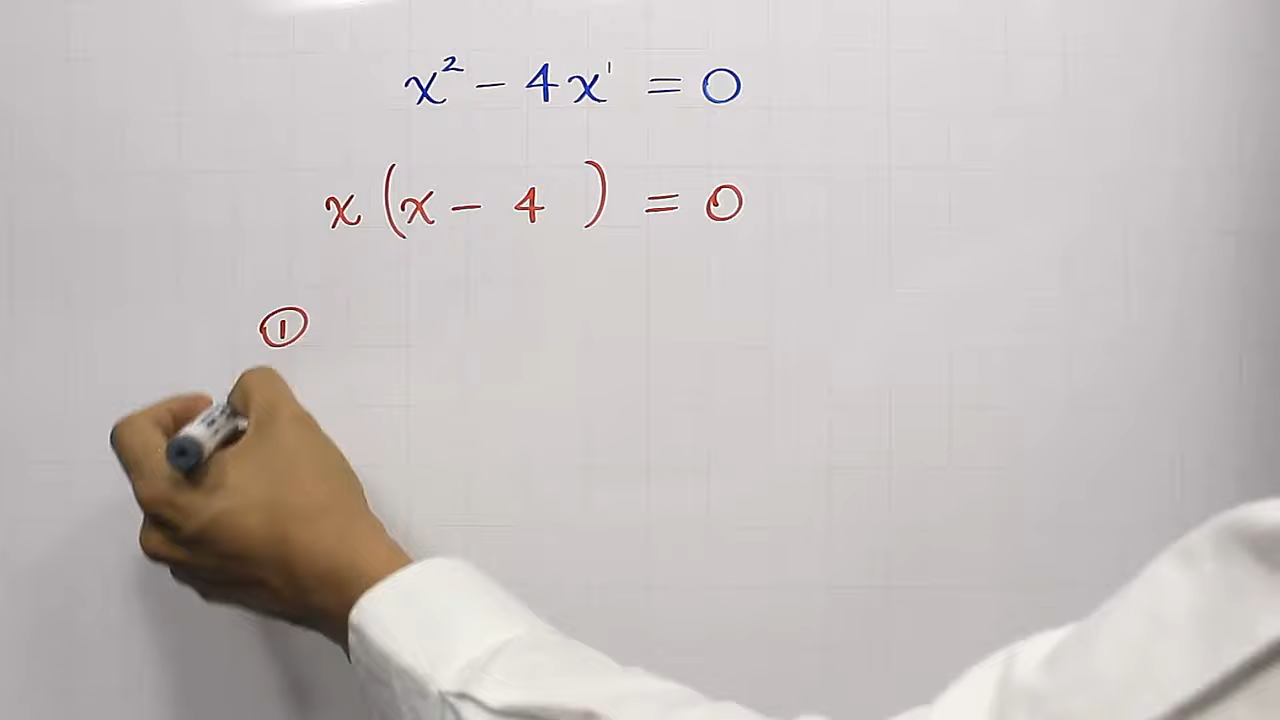 x² - 4x¹ = 0
x(x - 4 ) = 0
①